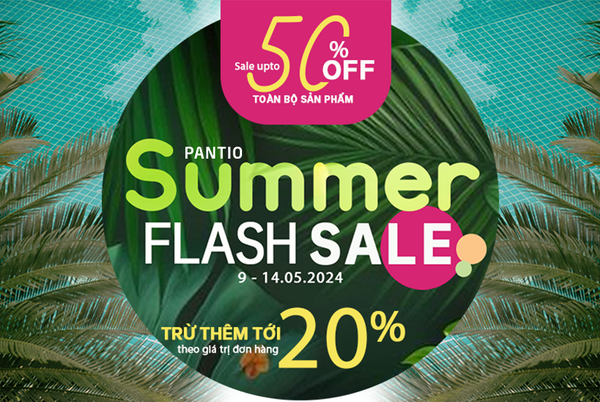 Sale upto 50% OFF
TOÀN BỘ SẢN PHẨM
PANTIO
Summer
FLASH SALE
9 - 14.05.2024
TRỪ THÊM TỚI 20%
theo giá trị đơn hàng